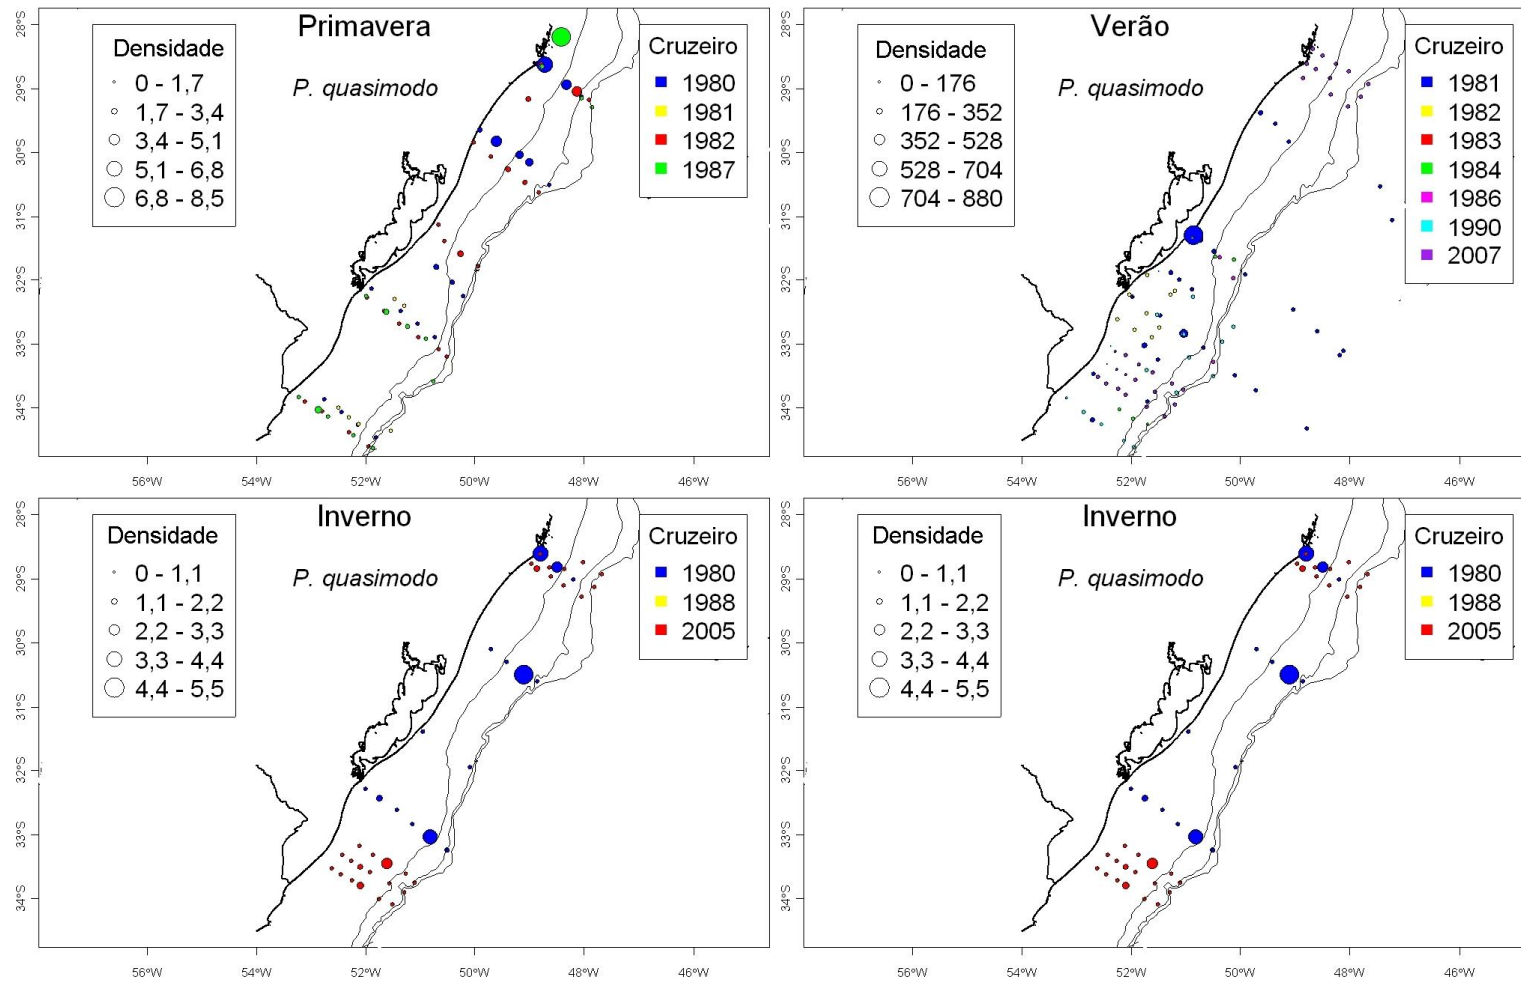 Primavera
P. quasimodo
Densidade
0 - 1,7
1,7 - 3,4
3,4 - 5,1
5,1 - 6,8
6,8 - 8,5
Cruzeiro
1980
1981
1982
1987
28°S
29°S
30°S
31°S
32°S
33°S
34°S
56°W
54°W
52°W
50°W
48°W
46°W
Verão
P. quasimodo
Densidade
0 - 176
176 - 352
352 - 528
528 - 704
704 - 880
Cruzeiro
1981
1982
1983
1984
1986
1990
2007
28°S
29°S
30°S
31°S
32°S
33°S
34°S
56°W
54°W
52°W
50°W
48°W
46°W
Inverno
P. quasimodo
Densidade
0 - 1,1
1,1 - 2,2
2,2 - 3,3
3,3 - 4,4
4,4 - 5,5
Cruzeiro
1980
1988
2005
28°S
29°S
30°S
31°S
32°S
33°S
34°S
56°W
54°W
52°W
50°W
48°W
46°W
Inverno
P. quasimodo
Densidade
0 - 1,1
1,1 - 2,2
2,2 - 3,3
3,3 - 4,4
4,4 - 5,5
Cruzeiro
1980
1988
2005
28°S
29°S
30°S
31°S
32°S
33°S
34°S
56°W
54°W
52°W
50°W
48°W
46°W